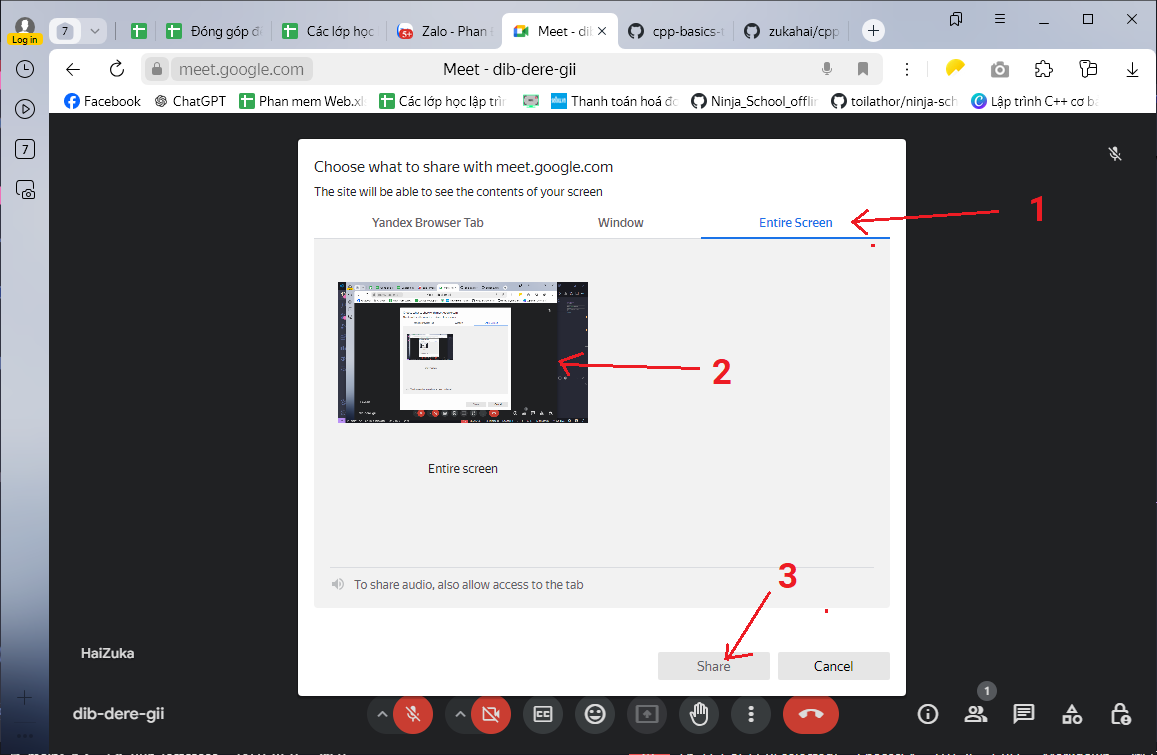 7
Đóng góp đ
Các lớp học
5+
Zalo - Phan
Meet - dib
cpp-basics-
zukahai/cpp
Log in
meet.google.com
Meet - dib-dere-gii
Facebook
ChatGPT
Phan mem Web.xl
Các lớp học lập trìn
Thanh toán hoá đơ
Ninja_School_offlin
toilathor/ninja-sch
Lập trình C++ cơ bả
7
Choose what to share with meet.google.com
The site will be able to see the contents of your screen
Yandex Browser Tab
Window
Entire Screen
1
2
Entire screen
3
To share audio, also allow access to the tab
Share
Cancel
HaiZuka
dib-dere-gii
CC
1